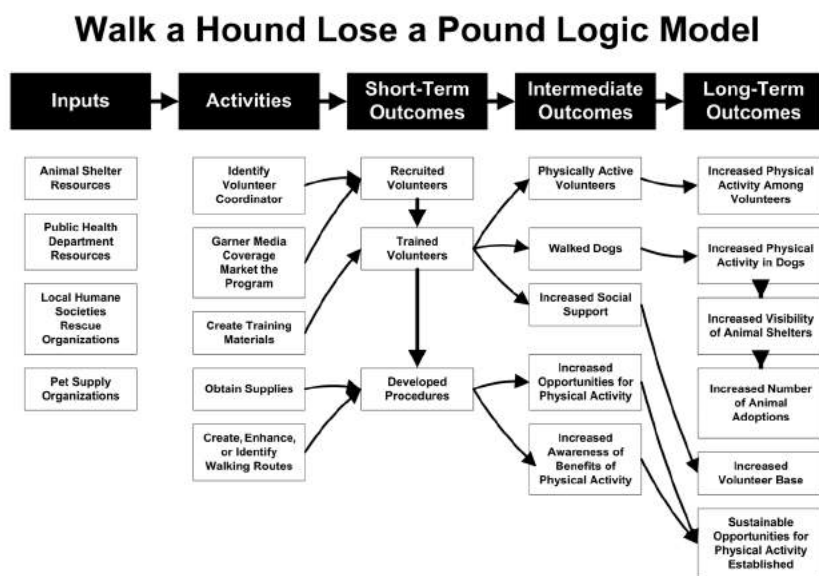 Walk a Hound Lose a Pound Logic Model
Inputs
Activities
Short-Term
Outcomes
Intermediate
Outcomes
Long-Term
Outcomes
Animal Shelter
Resources
Public Health
Department
Resources
Local Humane
Societies
Rescue
Organizations
Pet Supply
Organizations
Identify
Volunteer
Coordinator
Garner Media
Coverage
Market the
Program
Create Training
Materials
Obtain Supplies
Create, Enhance,
or Identify
Walking Routes
Recruited
Volunteers
Trained
Volunteers
Developed
Procedures
Physically Active
Volunteers
Walked Dogs
Increased Social
Support
Increased
Opportunities for
Physical Activity
Increased
Awareness of
Benefits of
Physical Activity
Increased Physical
Activity Among
Volunteers
Increased Physical
Activity in Dogs
Increased Visibility
of Animal Shelters
Increased Number
of Animal
Adoptions
Increased
Volunteer Base
Sustainable
Opportunities for
Physical Activity
Established